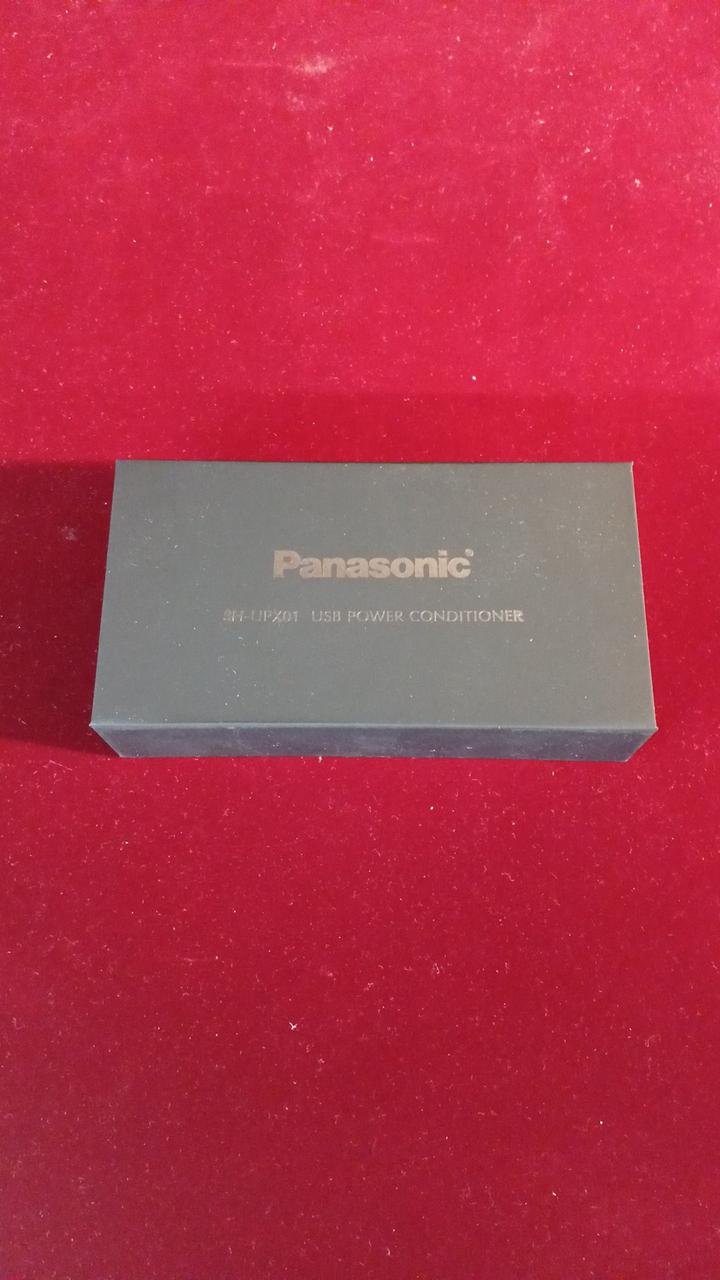 Panasonic
SH-UPX01 USB POWER CONDITIONER